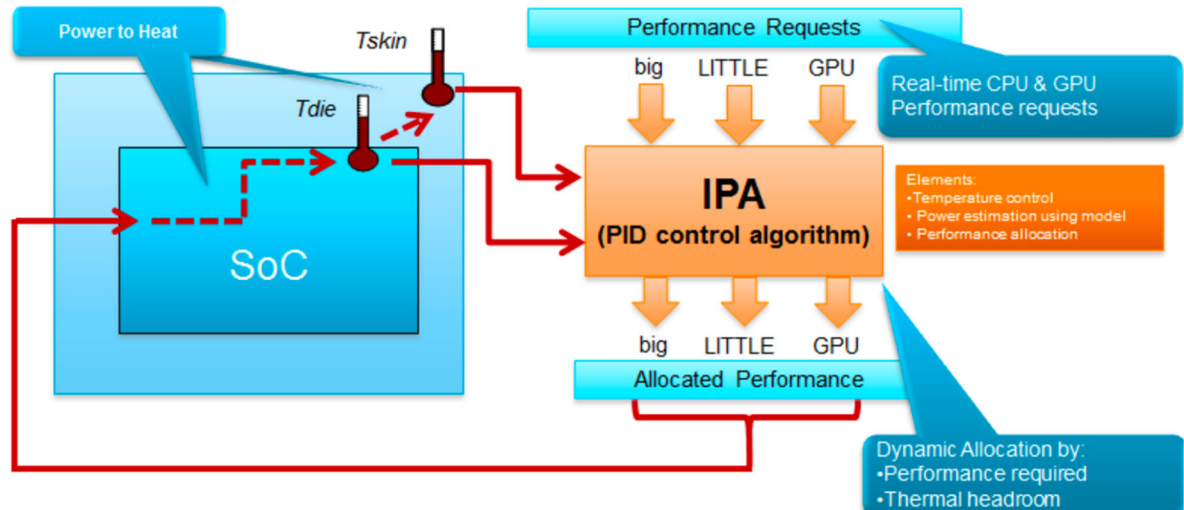 Power to Heat
Tskin
Tdie
SoC
Performance Requests
big LITTLE GPU
Real-time CPU & GPU
Performance requests
IPA
(PID control algorithm)
Elements:
•Temperature control
• Power estimation using model
• Performance allocation
big LITTLE GPU
Allocated Performance
Dynamic Allocation by:
•Performance required
•Thermal headroom